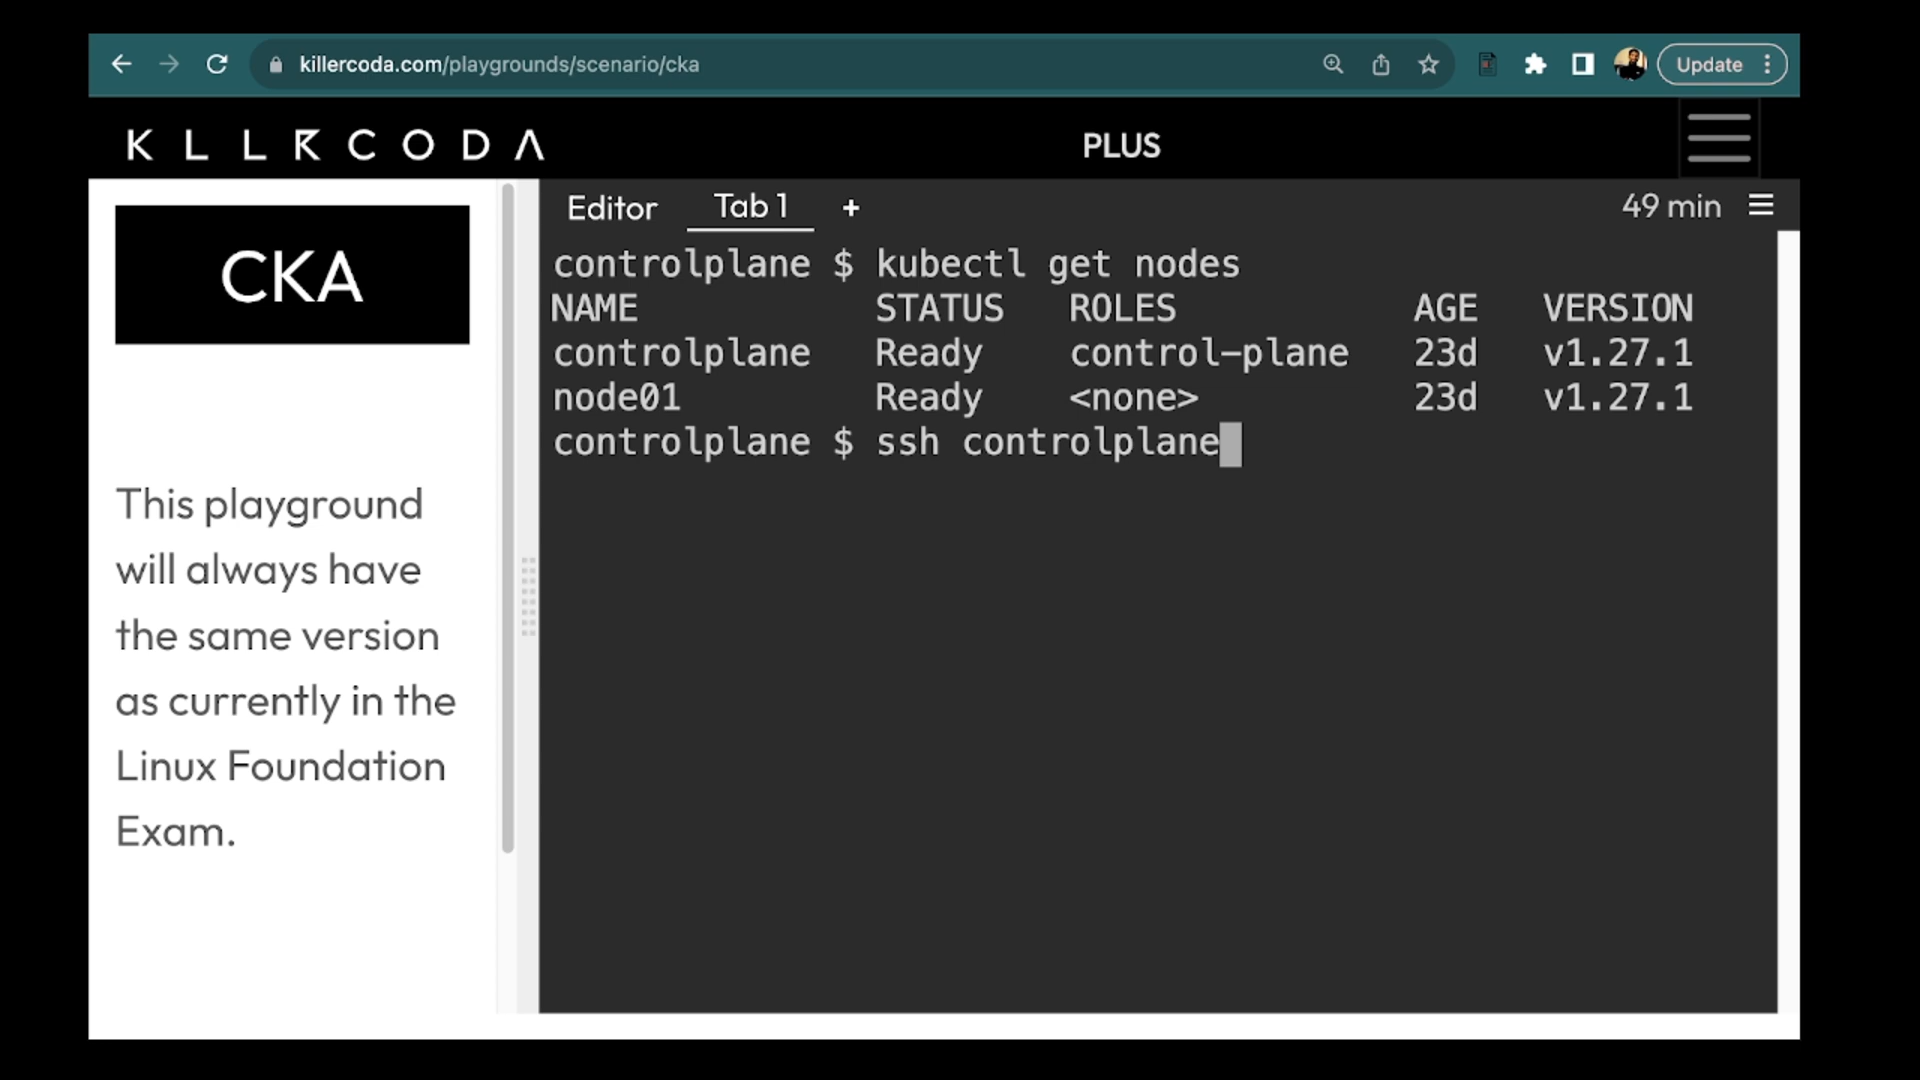 killercoda.com/playgrounds/scenario/cka
Update
KLLRCODA
PLUS
CKA
This playground
will always have
the same version
as currently in the
Linux Foundation
Exam.
Editor Tab 1 +
49 min
controlplane $ kubectl get nodes
NAME STATUS ROLES AGE VERSION
controlplane Ready control-plane 23d v1.27.1
node01 Ready <none> 23d v1.27.1
controlplane $ ssh controlplane